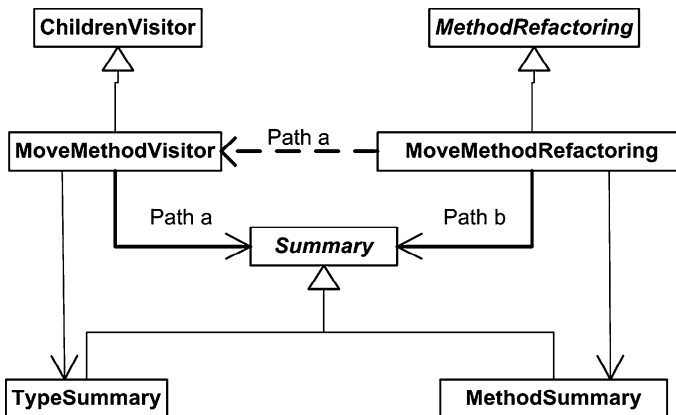 ChildrenVisitor
MethodRefactoring
MoveMethodVisitor
Path a
MoveMethodRefactoring
Path a
Path b
Summary
TypeSummary
MethodSummary